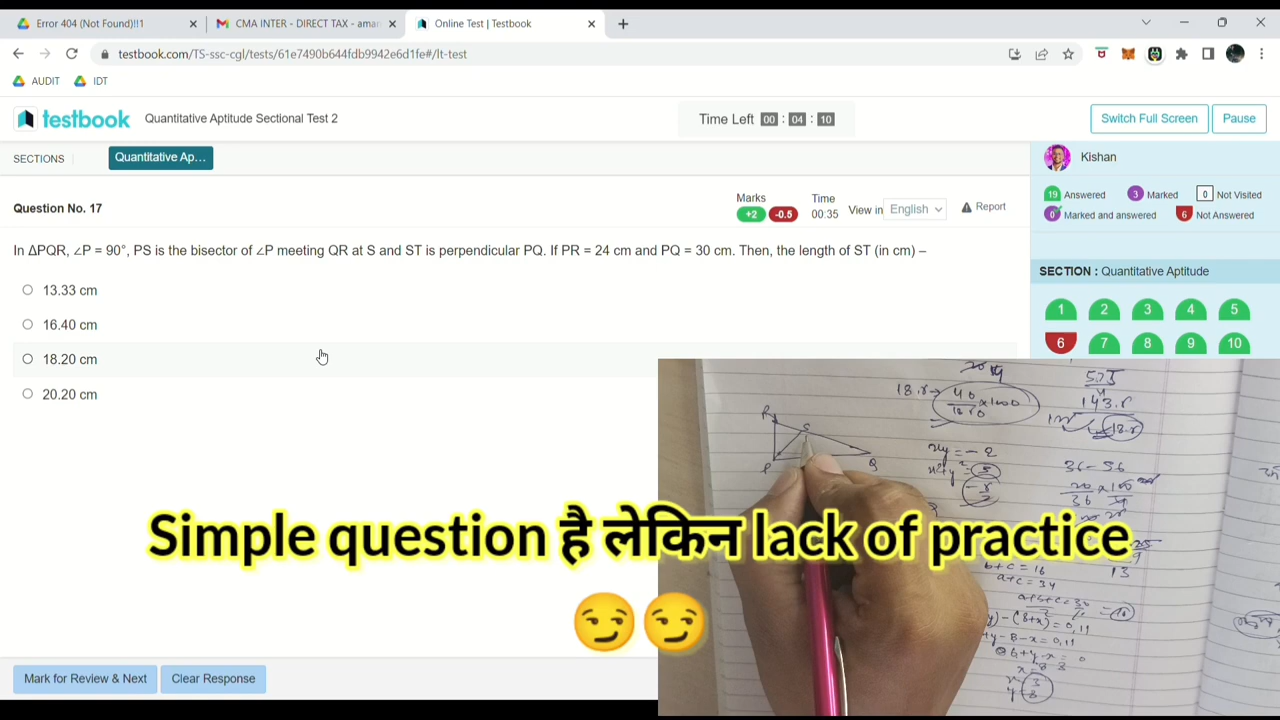 Error 404 (Not Found)!!1
CMA INTER - DIRECT TAX - amar
Online Test | Testbook
testbook.com/TS-ssc-cgl/tests/61e7490b644fdb9942e6d1fe#/lt-test
AUDIT
IDT
testbook
Quantitative Aptitude Sectional Test 2
Time Left 00 : 04 : 10
Switch Full Screen
Pause
SECTIONS
Quantitative Ap...
Kishan
Question No. 17
Marks
+2 -0.5
Time
00:35
View in English
Report
19 Answered
3 Marked
0 Not Visited
0 Marked and answered
6 Not Answered
In ΔPQR, ∠P = 90°, PS is the bisector of ∠P meeting QR at S and ST is perpendicular PQ. If PR = 24 cm and PQ = 30 cm. Then, the length of ST (in cm) –
13.33 cm
16.40 cm
18.20 cm
20.20 cm
SECTION : Quantitative Aptitude
1 2 3 4 5
6 7 8 9 10
R
S
P
Q
575
36-56
b+c = 16
a+c = 34
13
Simple question है लेकिन lack of practice
😏😏
Mark for Review & Next
Clear Response